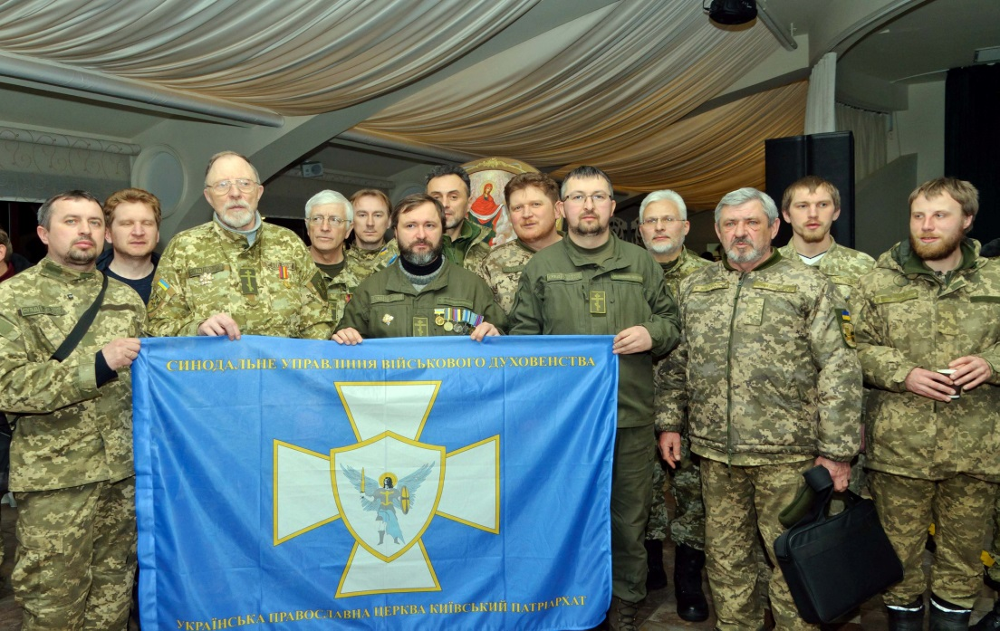 СИНОДАЛЬНЕ УПРАВЛІННЯ ВІЙСЬКОВОГО ДУХОВЕНСТВА
УКРАЇНСЬКА ПРАВОСЛАВНА ЦЕРКВА КИЇВСЬКИЙ ПАТРІАРХАТ